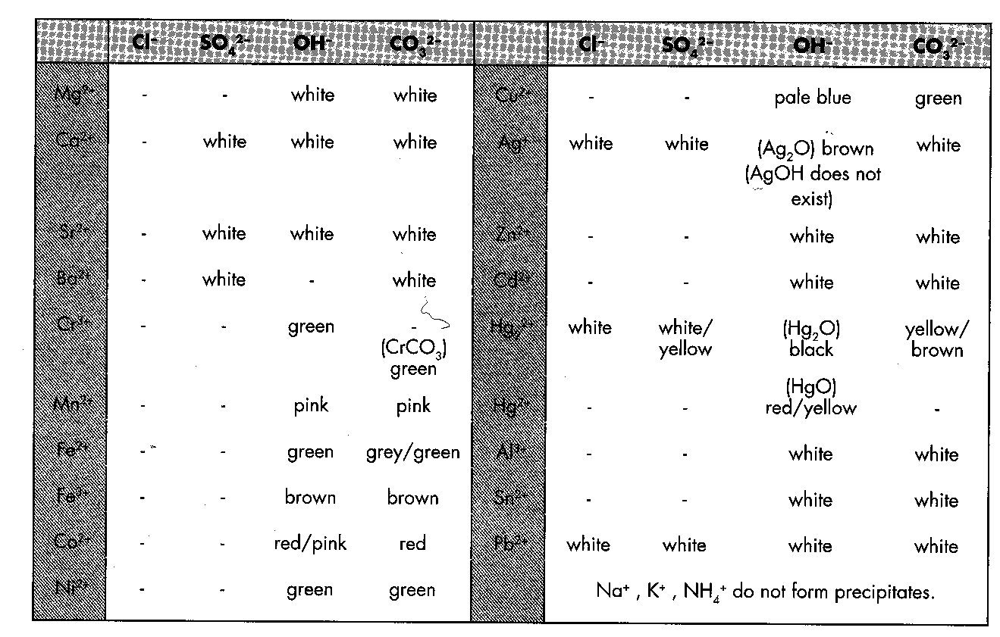 Cl⁻ SO₄²⁻ OH⁻ CO₃²⁻ Cl⁻ SO₄²⁻ OH⁻ CO₃²⁻
Mg²⁺ - - white white Cu²⁺ - - pale blue green
Ca²⁺ - white white white Ag⁺ white white (Ag₂O) brown white
(AgOH does not
exist)
Sr²⁺ - white white white Zn²⁺ - - white white
Ba²⁺ - white - white Cd²⁺ - - white white
Cr³⁺ - - green - Hg₂²⁺ white white/ (Hg₂O) yellow/
(CrCO₃) yellow black brown
green
(HgO)
Mn²⁺ - - pink pink Hg²⁺ - - red/yellow -
Fe²⁺ - - green grey/green Al³⁺ - - white white
- - brown brown Sn²⁺ - - white white
Co²⁺ - - red/pink red Pb²⁺ white white white white
Ni²⁺ - - green green Na⁺ , K⁺ , NH₄⁺ do not form precipitates.